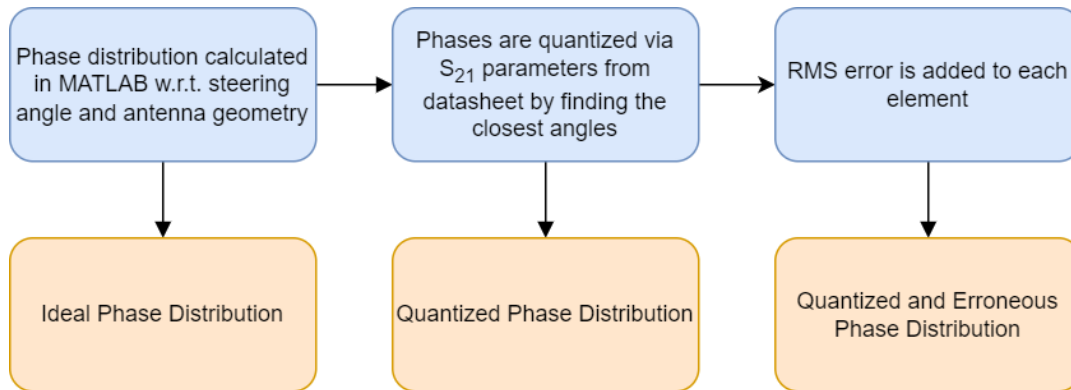 Phase distribution calculated
in MATLAB w.r.t. steering
angle and antenna geometry
Phases are quantized via
S21 parameters from
datasheet by finding the
closest angles
RMS error is added to each
element
Ideal Phase Distribution
Quantized Phase Distribution
Quantized and Erroneous
Phase Distribution